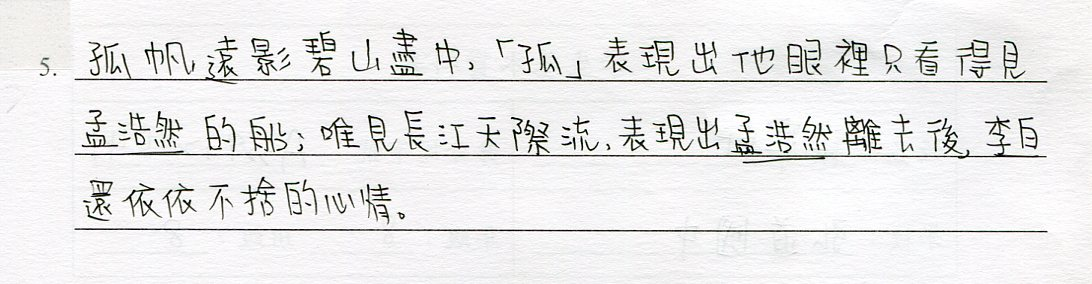 5. 孤帆遠影碧山盡中,「孤」表現出他眼裡只看得見
孟浩然的船;唯見長江天際流,表現出孟浩然離去後,李白
還依依不捨的心情。